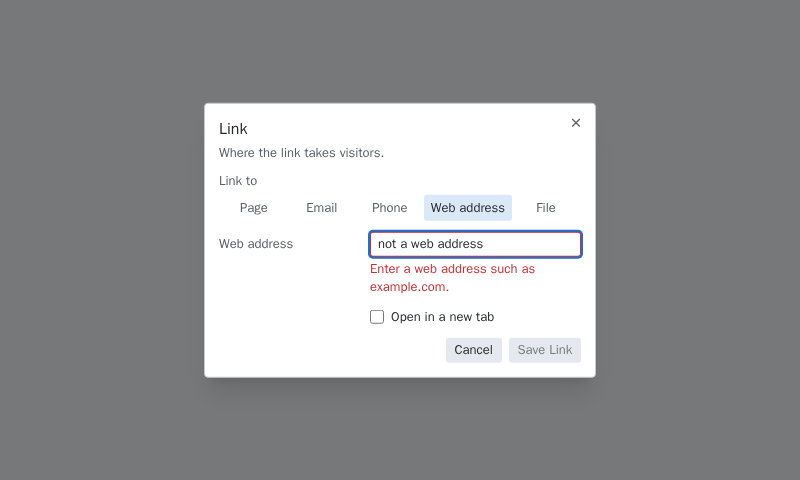 Link
Where the link takes visitors.
Link to
Page Email Phone Web address File
Web address
not a web address
Enter a web address such as
example.com.
Open in a new tab
Cancel Save Link